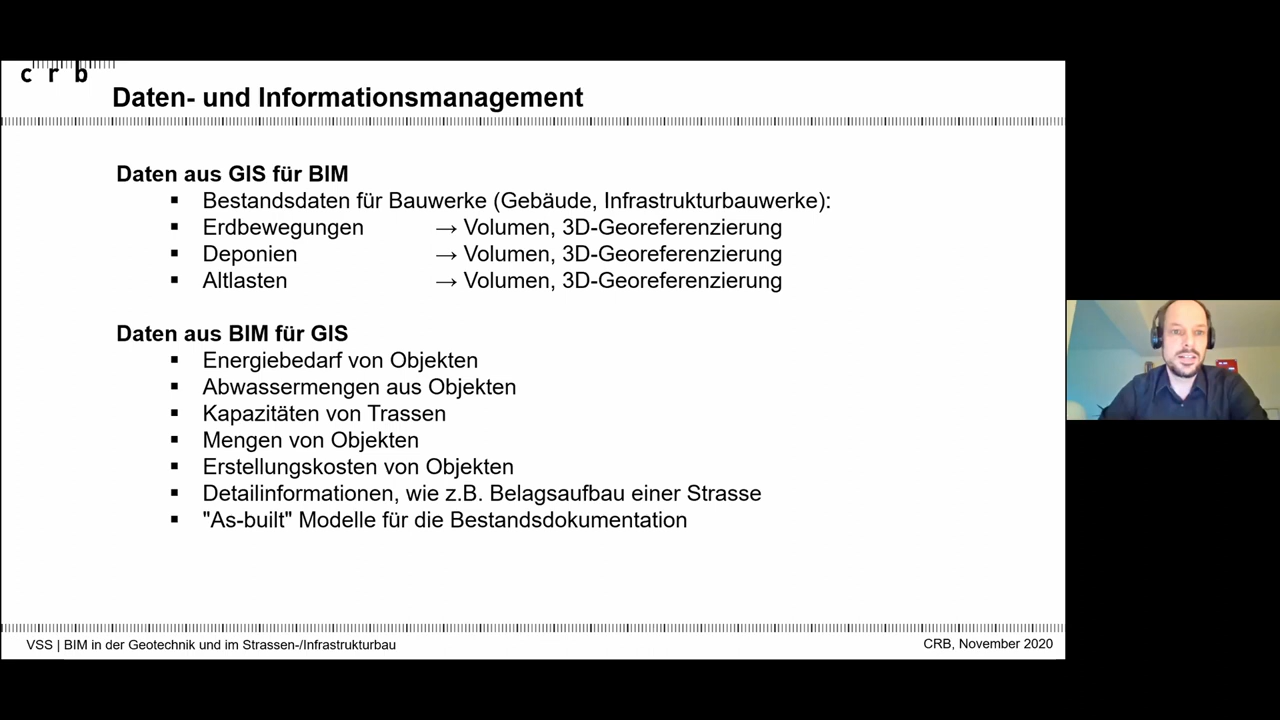 crb
Daten- und Informationsmanagement
Daten aus GIS für BIM
▪ Bestandsdaten für Bauwerke (Gebäude, Infrastrukturbauwerke):
▪ Erdbewegungen → Volumen, 3D-Georeferenzierung
▪ Deponien → Volumen, 3D-Georeferenzierung
▪ Altlasten → Volumen, 3D-Georeferenzierung
Daten aus BIM für GIS
▪ Energiebedarf von Objekten
▪ Abwassermengen aus Objekten
▪ Kapazitäten von Trassen
▪ Mengen von Objekten
▪ Erstellungskosten von Objekten
▪ Detailinformationen, wie z.B. Belagsaufbau einer Strasse
▪ "As-built" Modelle für die Bestandsdokumentation
VSS | BIM in der Geotechnik und im Strassen-/Infrastrukturbau
CRB, November 2020